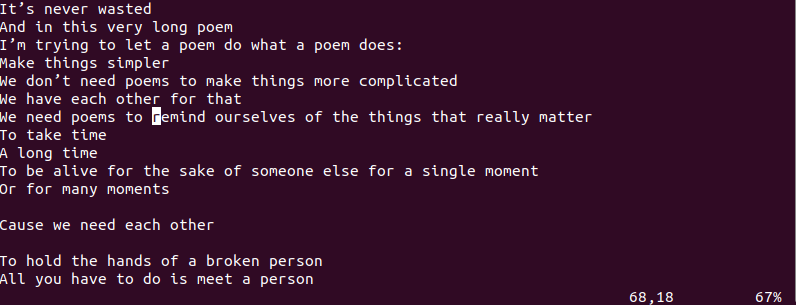 It’s never wasted
And in this very long poem
I’m trying to let a poem do what a poem does:
Make things simpler
We don’t need poems to make things more complicated
We have each other for that
We need poems to remind ourselves of the things that really matter
To take time
A long time
To be alive for the sake of someone else for a single moment
Or for many moments
Cause we need each other
To hold the hands of a broken person
All you have to do is meet a person
68,18 67%